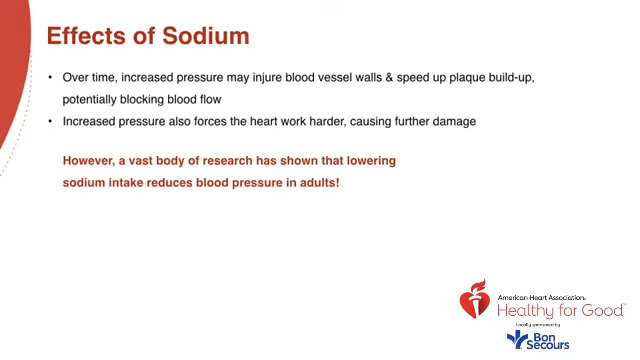 Effects of Sodium
• Over time, increased pressure may injure blood vessel walls & speed up plaque build-up,
potentially blocking blood flow
• Increased pressure also forces the heart work harder, causing further damage
However, a vast body of research has shown that lowering
sodium intake reduces blood pressure in adults!
American Heart Association®
Healthy for Good™
Locally sponsored by
Bon
Secours